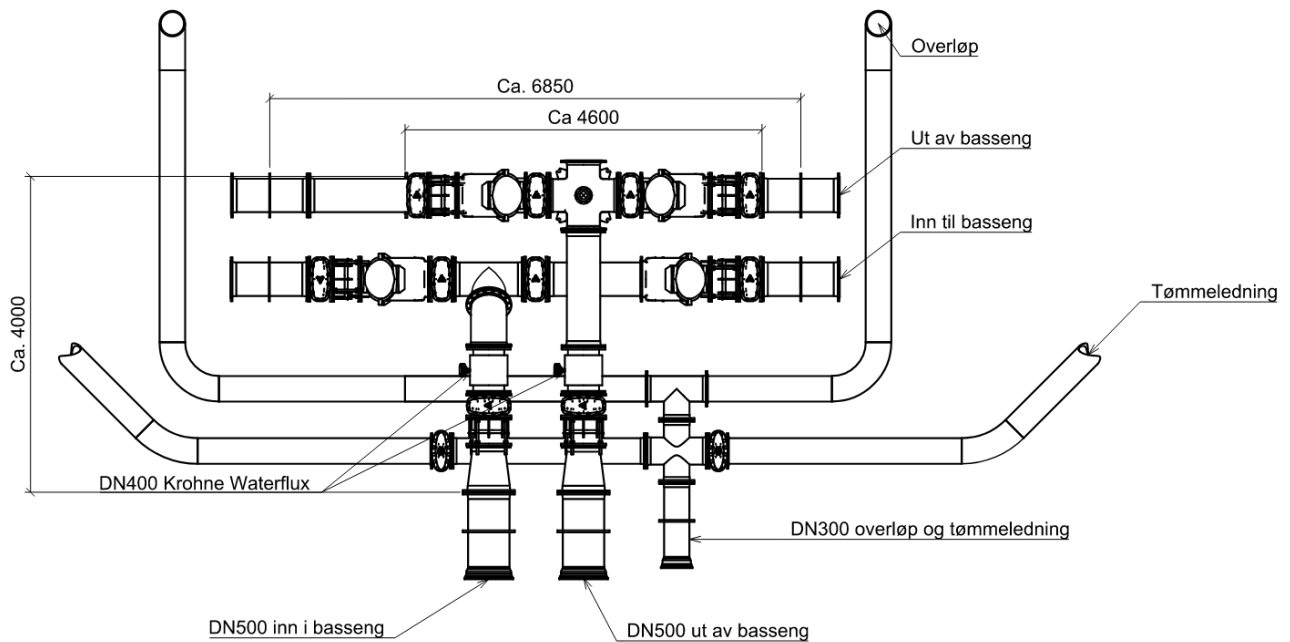 Overløp
Ca. 6850
Ca 4600
Ut av basseng
Inn til basseng
Tømmeledning
Ca. 4000
DN400 Krohne Waterflux
DN300 overløp og tømmeledning
DN500 inn i basseng
DN500 ut av basseng